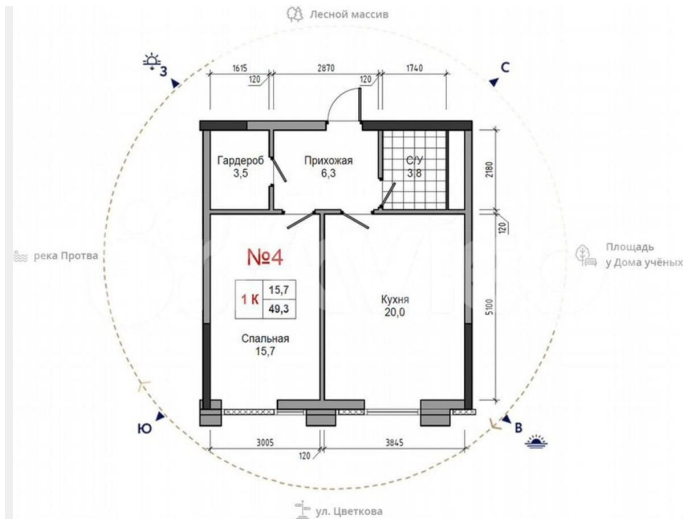 Лесной массив
1615
2870
1740
120
120
З
С
Гардероб
3,5
Прихожая
6,3
С/У
3,8
2180
120
река Протва
Площадь
у Дома учёных
№4
1 К
15,7
49,3
Спальная
15,7
Кухня
20,0
5100
Ю
В
3005
3845
120
ул. Цветкова